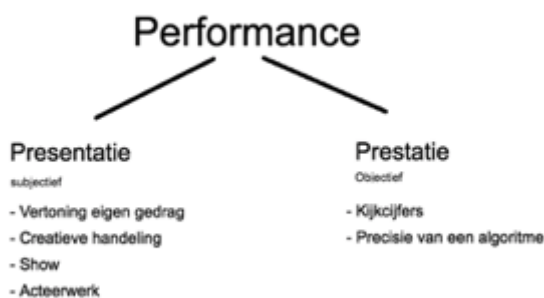 Performance
Presentatie
subjectief
- Vertoning eigen gedrag
- Creatieve handeling
- Show
- Acteerwerk
Prestatie
Objectief
- Kijkcijfers
- Precisie van een algoritme